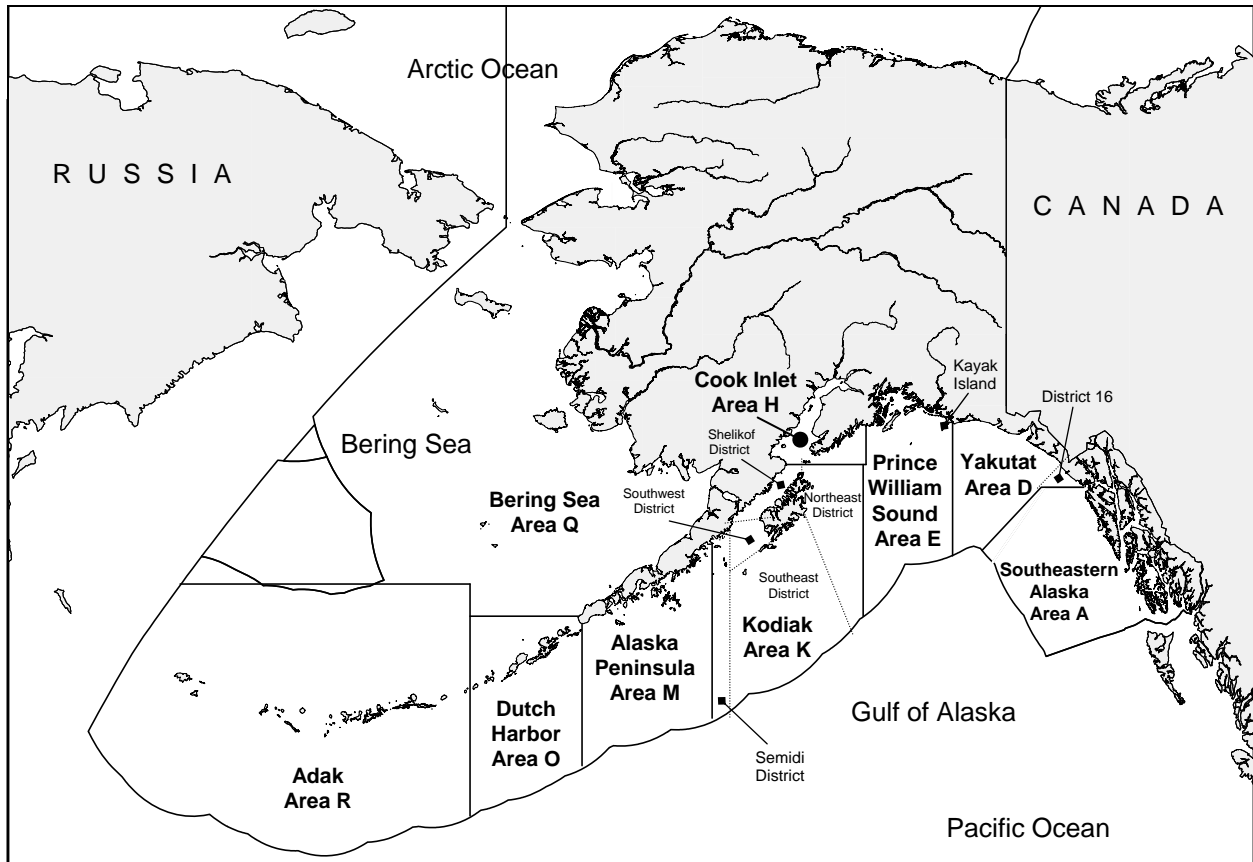 Arctic Ocean
R U S S I A
C A N A D A
Kayak
Island
District 16
Cook Inlet
Area H
Shelikof
District
Bering Sea
Southwest
District
Northeast
District
Prince
William
Sound
Area E
Yakutat
Area D
Bering Sea
Area Q
Southeast
District
Southeastern
Alaska
Area A
Kodiak
Area K
Alaska
Peninsula
Area M
Dutch
Harbor
Area O
Gulf of Alaska
Semidi
District
Adak
Area R
Pacific Ocean